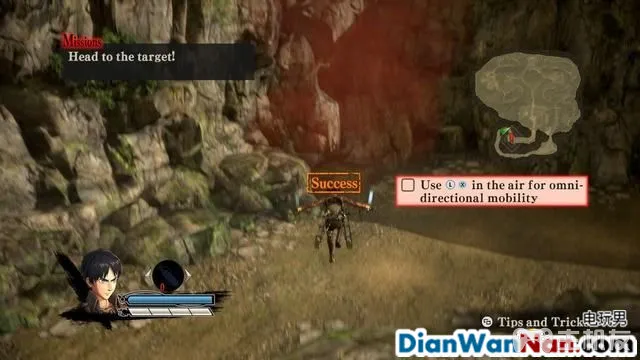 Missions
Head to the target!
Success
Use L X in the air for omni-
directional mobility
Tips and Trick
电玩男
DianWanNan.com